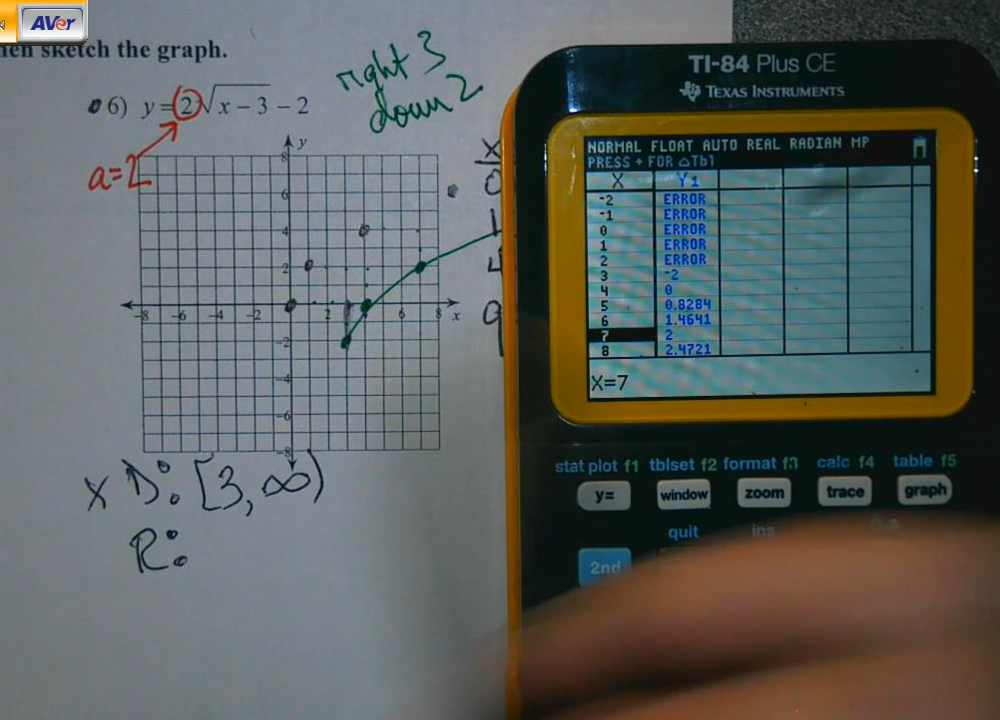 AVer
then sketch the graph.
6) y = 2√x − 3 − 2
right 3
down 2
a=2
y
8
6
4
2
-8 -6 -4 -2 2 4 6 8 x
-2
-4
-6
-8
x
0
1
4
9
X D: [3, ∞)
R:
TI-84 Plus CE
TEXAS INSTRUMENTS
NORMAL FLOAT AUTO REAL RADIAN MP
PRESS + FOR △Tbl
X Y1
-2 ERROR
-1 ERROR
0 ERROR
1 ERROR
2 ERROR
3 -2
4 0
5 0.8284
6 1.4641
7 2
8 2.4721
X=7
stat plot f1 tblset f2 format f3 calc f4 table f5
y= window zoom trace graph
quit ins
2nd